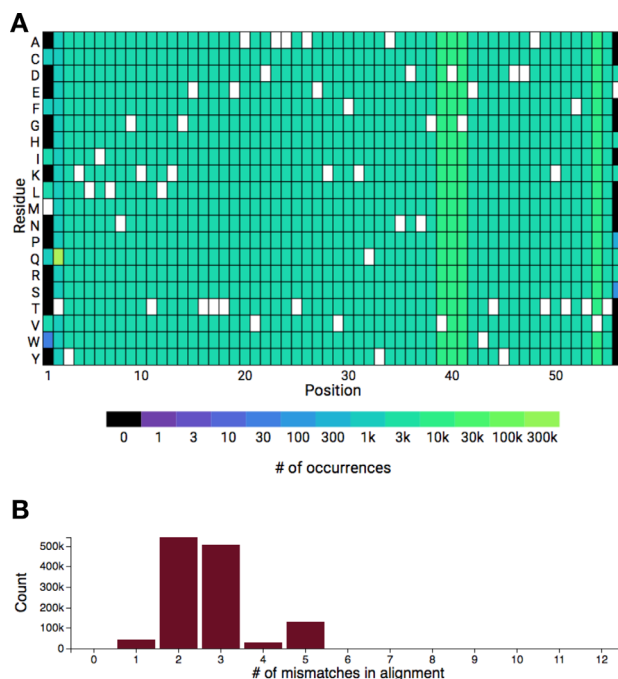 A
A
C
D
E
F
G
H
I
K
L
M
N
P
Q
R
S
T
V
W
Y
Residue
1 10 20 30 40 50
Position
0 1 3 10 30 100 300 1k 3k 10k 30k 100k 300k
# of occurrences
B
500k
400k
300k
200k
100k
0
Count
0 1 2 3 4 5 6 7 8 9 10 11 12
# of mismatches in alignment